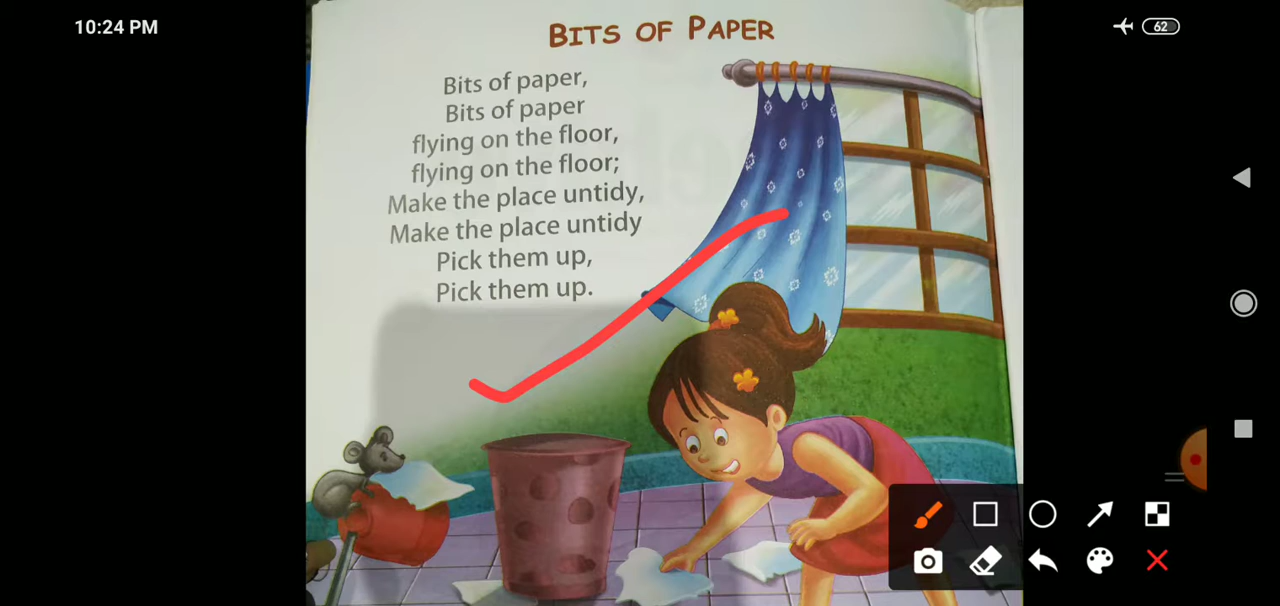 10:24 PM
62
BITS OF PAPER
Bits of paper,
Bits of paper
flying on the floor,
flying on the floor;
Make the place untidy,
Make the place untidy
Pick them up,
Pick them up.